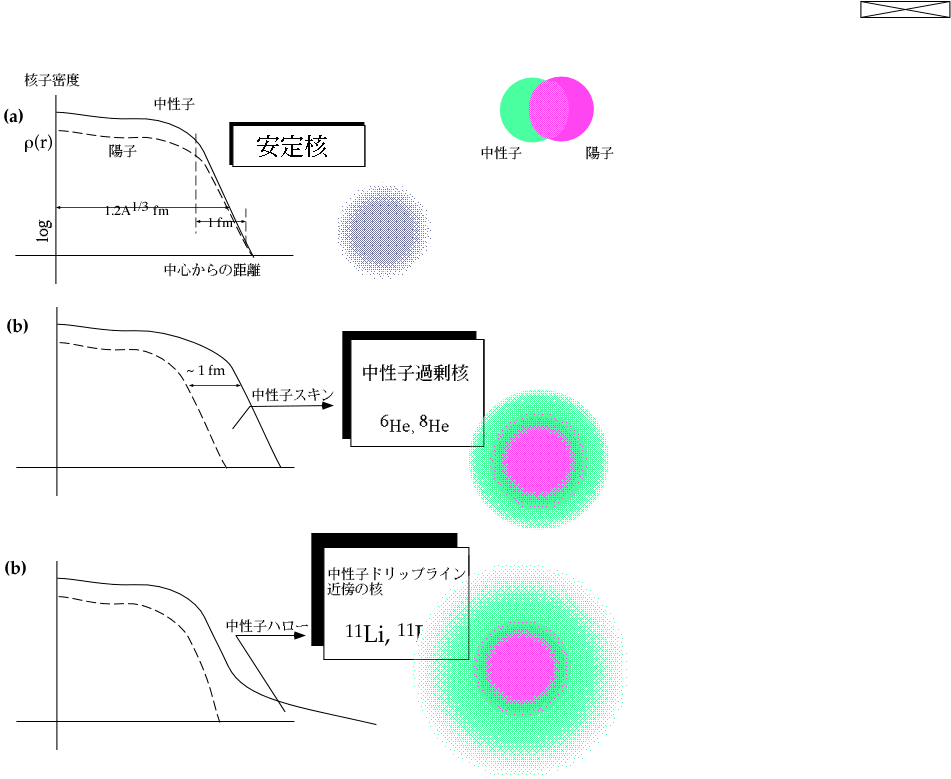 核子密度
(a)
中性子
ρ(r)
陽子
安定核
中性子
陽子
1.2A1/3 fm
1 fm
log
中心からの距離
(b)
~ 1 fm
中性子スキン
中性子過剰核
6He, 8He
(b)
中性子ドリップライン
近傍の核
中性子ハロー
11Li,